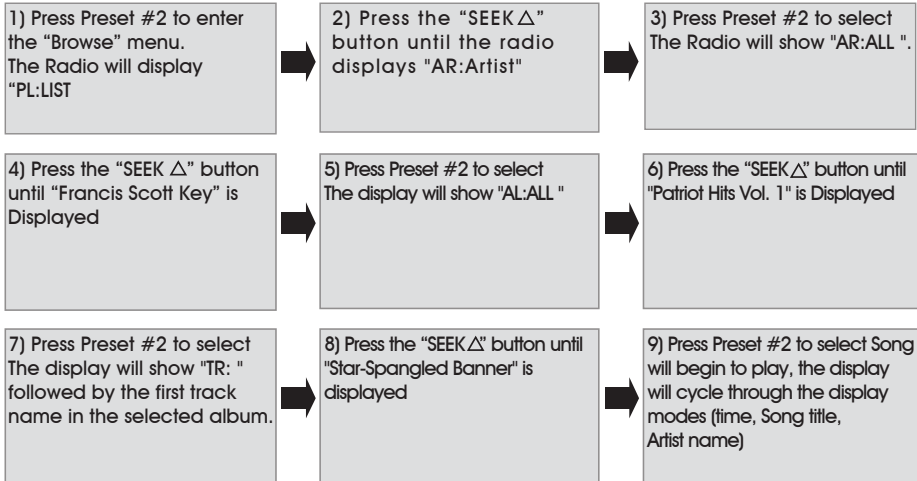 1) Press Preset #2 to enter
the “Browse” menu.
The Radio will display
“PL:LIST
2) Press the “SEEK△”
button until the radio
displays "AR:Artist"
3) Press Preset #2 to select
The Radio will show "AR:ALL ".
4) Press the “SEEK △” button
until “Francis Scott Key” is
Displayed
5) Press Preset #2 to select
The display will show "AL:ALL "
6) Press the “SEEK△” button until
"Patriot Hits Vol. 1" is Displayed
7) Press Preset #2 to select
The display will show "TR: "
followed by the first track
name in the selected album.
8) Press the “SEEK△” button until
"Star-Spangled Banner" is
displayed
9) Press Preset #2 to select Song
will begin to play, the display
will cycle through the display
modes (time, Song title,
Artist name)